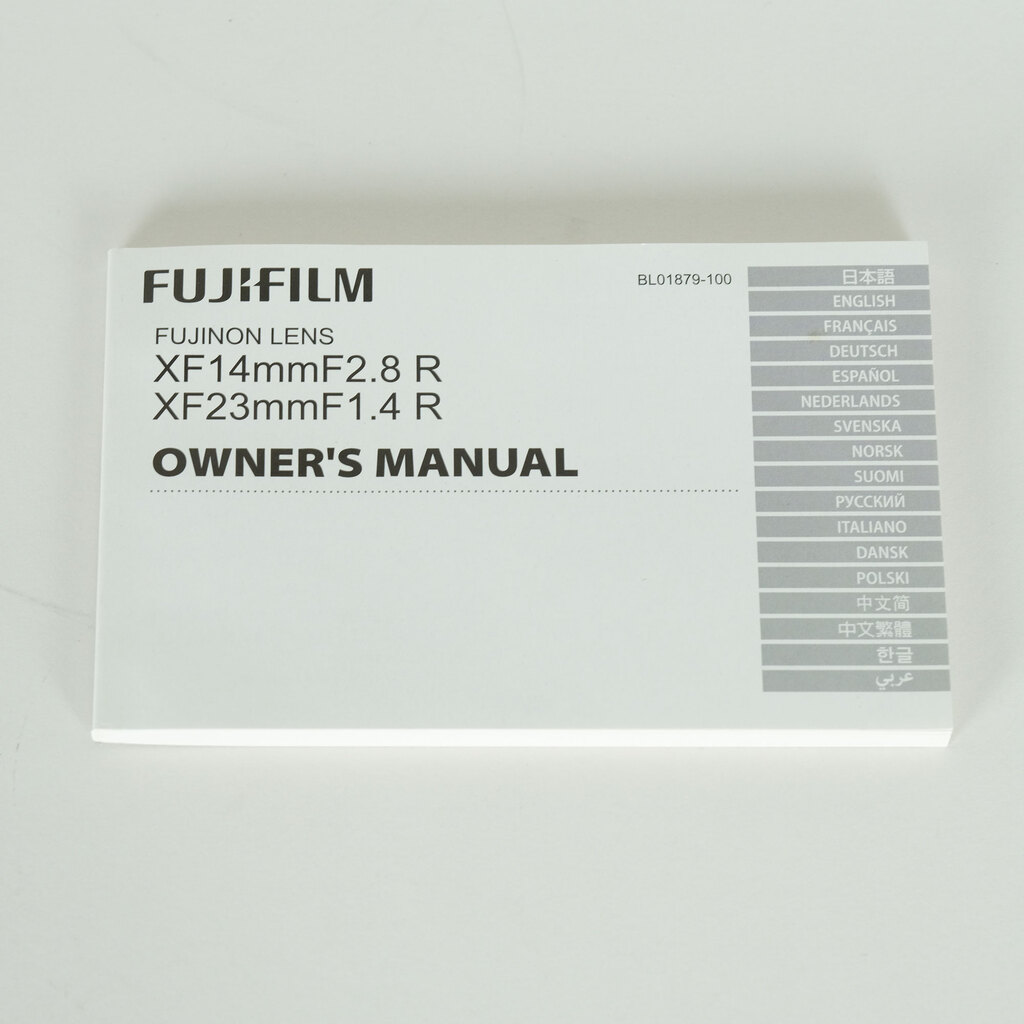 FUJIFILM
BL01879-100
FUJINON LENS
XF14mmF2.8 R
XF23mmF1.4 R
OWNER'S MANUAL
日本語
ENGLISH
FRANÇAIS
DEUTSCH
ESPAÑOL
NEDERLANDS
SVENSKA
NORSK
SUOMI
РУССКИЙ
ITALIANO
DANSK
POLSKI
中文简
中文繁體
한글
عربي